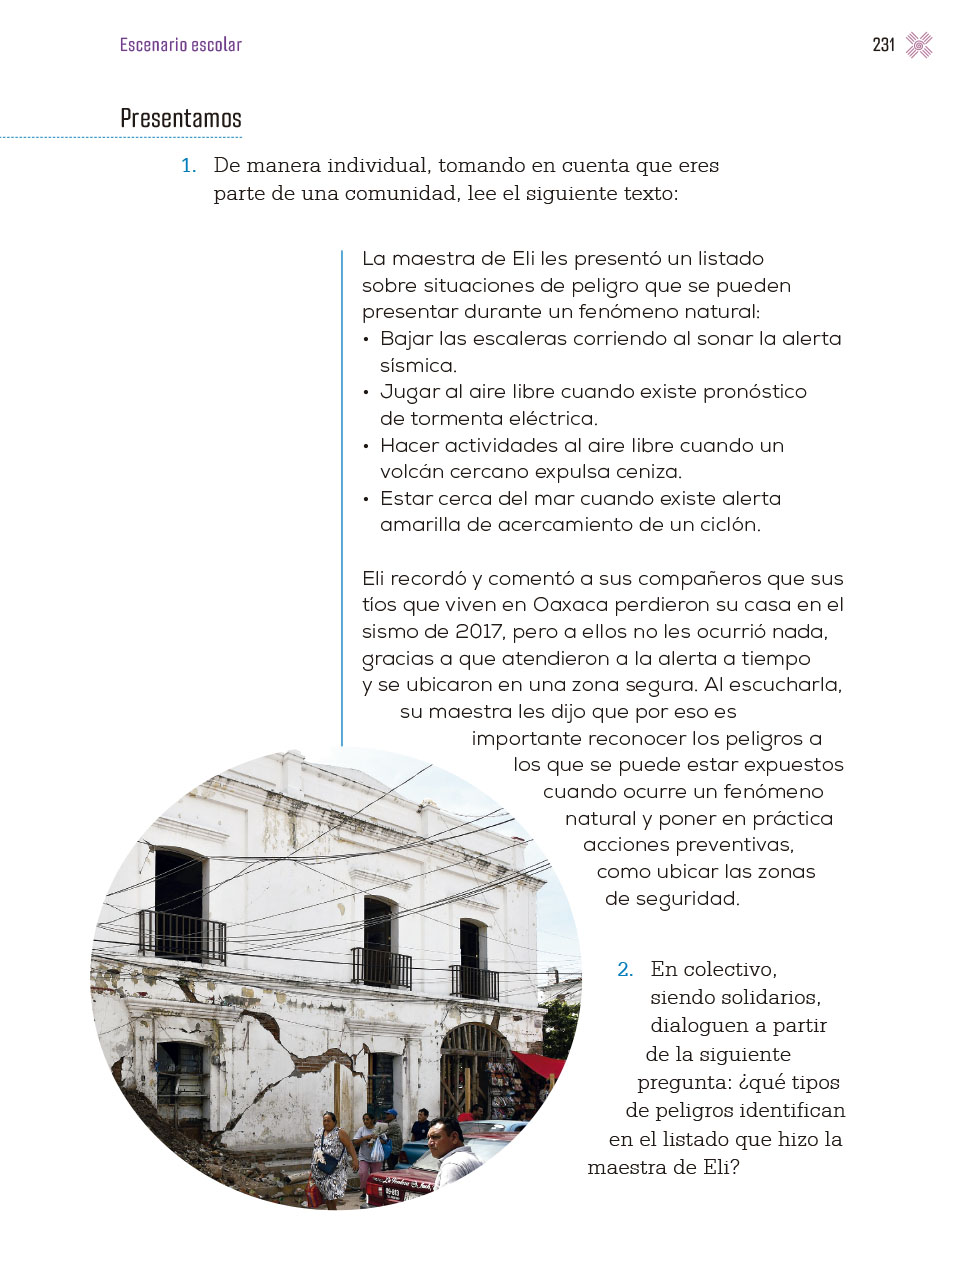 Escenario escolar
231
Presentamos
1. De manera individual, tomando en cuenta que eres
parte de una comunidad, lee el siguiente texto:
La maestra de Eli les presentó un listado
sobre situaciones de peligro que se pueden
presentar durante un fenómeno natural:
• Bajar las escaleras corriendo al sonar la alerta
sísmica.
• Jugar al aire libre cuando existe pronóstico
de tormenta eléctrica.
• Hacer actividades al aire libre cuando un
volcán cercano expulsa ceniza.
• Estar cerca del mar cuando existe alerta
amarilla de acercamiento de un ciclón.
Eli recordó y comentó a sus compañeros que sus
tíos que viven en Oaxaca perdieron su casa en el
sismo de 2017, pero a ellos no les ocurrió nada,
gracias a que atendieron a la alerta a tiempo
y se ubicaron en una zona segura. Al escucharla,
su maestra les dijo que por eso es
importante reconocer los peligros a
los que se puede estar expuestos
cuando ocurre un fenómeno
natural y poner en práctica
acciones preventivas,
como ubicar las zonas
de seguridad.
2. En colectivo,
siendo solidarios,
dialoguen a partir
de la siguiente
pregunta: ¿qué tipos
de peligros identifican
en el listado que hizo la
maestra de Eli?
05-813